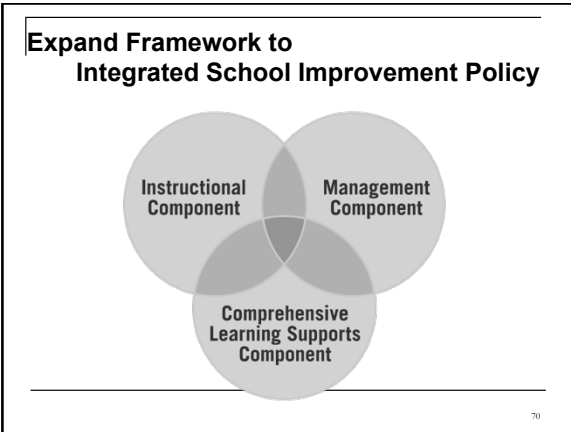 Expand Framework to
Integrated School Improvement Policy
Instructional
Component
Management
Component
Comprehensive
Learning Supports
Component
70